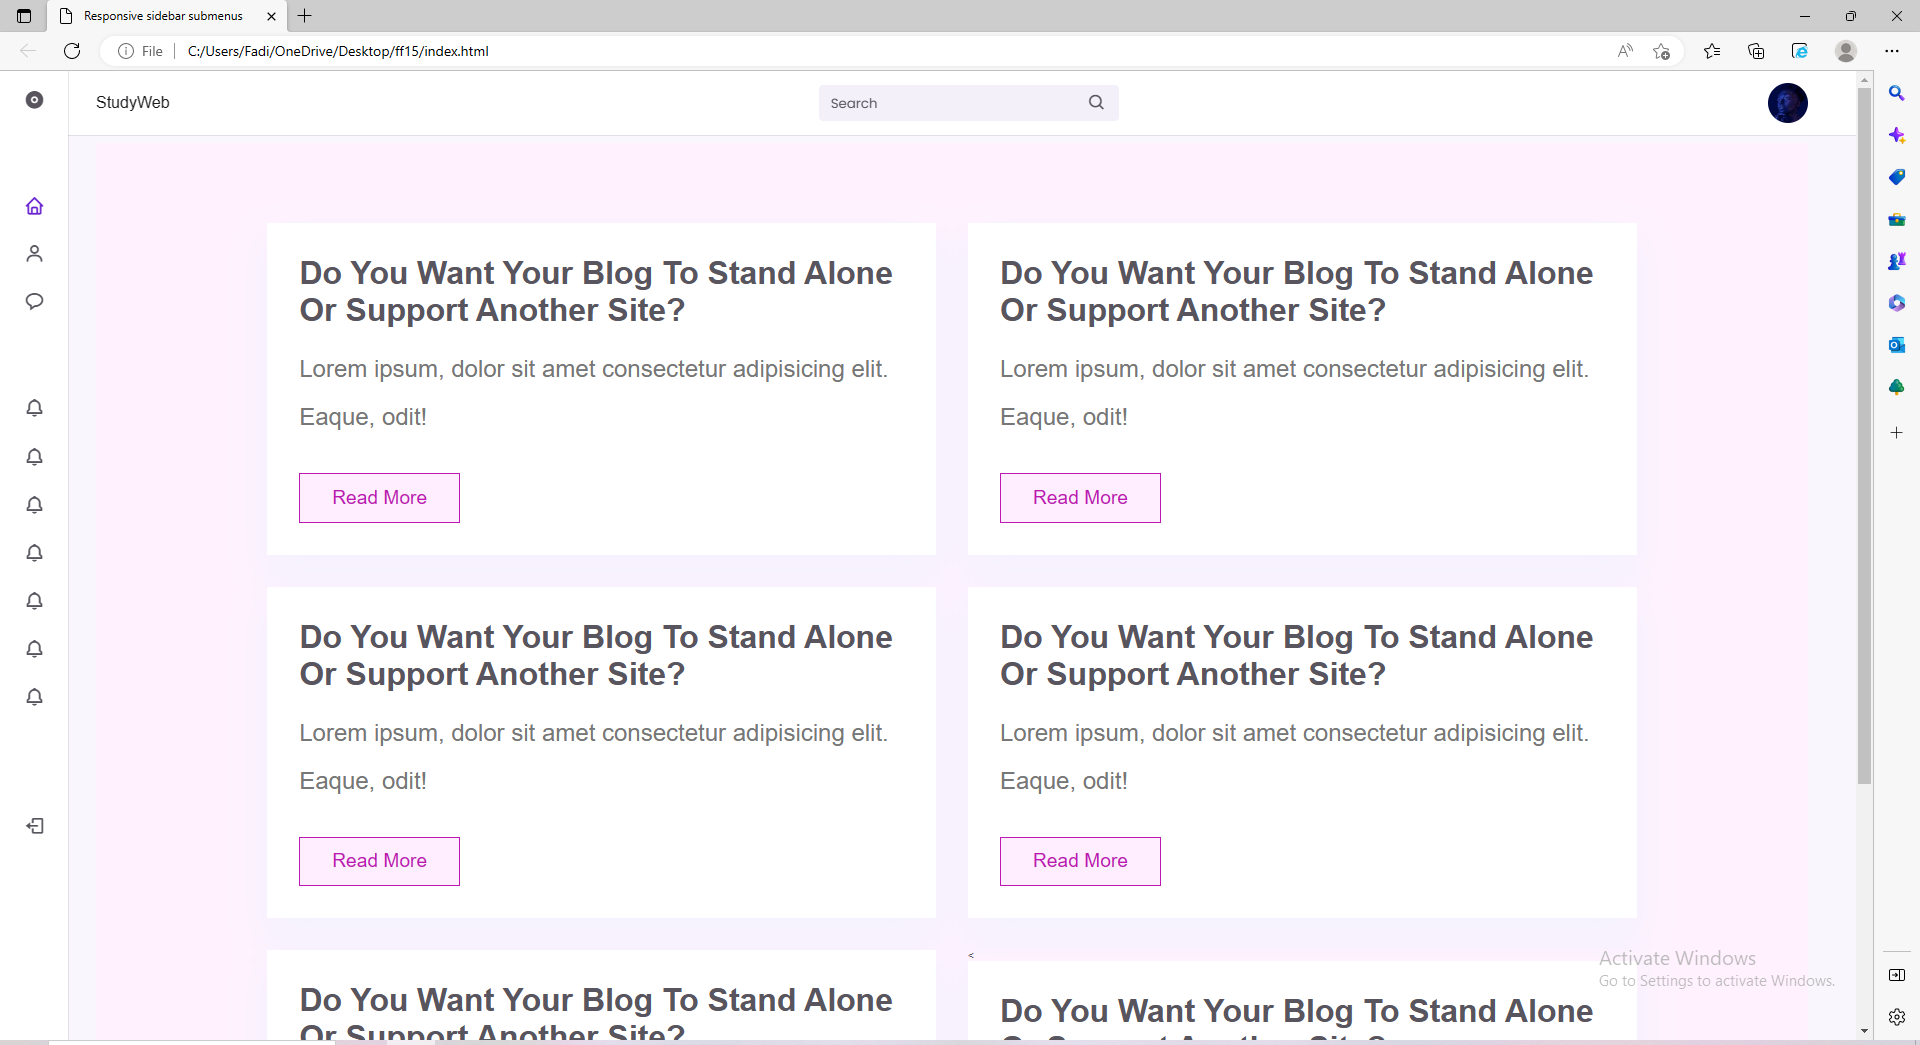 Responsive sidebar submenus
File
C:/Users/Fadi/OneDrive/Desktop/ff15/index.html
StudyWeb
Search
Do You Want Your Blog To Stand Alone
Or Support Another Site?
Lorem ipsum, dolor sit amet consectetur adipisicing elit.
Eaque, odit!
Read More
Do You Want Your Blog To Stand Alone
Or Support Another Site?
Lorem ipsum, dolor sit amet consectetur adipisicing elit.
Eaque, odit!
Read More
Do You Want Your Blog To Stand Alone
Or Support Another Site?
Lorem ipsum, dolor sit amet consectetur adipisicing elit.
Eaque, odit!
Read More
Do You Want Your Blog To Stand Alone
Or Support Another Site?
Lorem ipsum, dolor sit amet consectetur adipisicing elit.
Eaque, odit!
Read More
Do You Want Your Blog To Stand Alone
Or Support Another Site?
<
Do You Want Your Blog To Stand Alone
Or Support Another Site?
Activate Windows
Go to Settings to activate Windows.